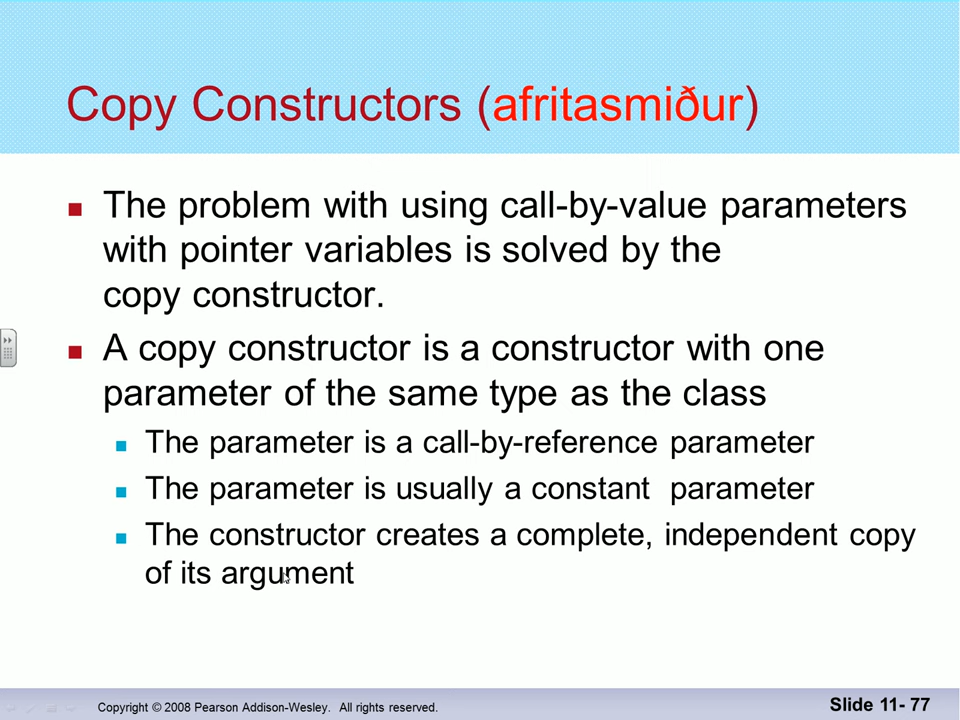 Copy Constructors (afritasmiður)
The problem with using call-by-value parameters
with pointer variables is solved by the
copy constructor.
A copy constructor is a constructor with one
parameter of the same type as the class
The parameter is a call-by-reference parameter
The parameter is usually a constant parameter
The constructor creates a complete, independent copy
of its argument
Copyright © 2008 Pearson Addison-Wesley. All rights reserved.
Slide 11- 77